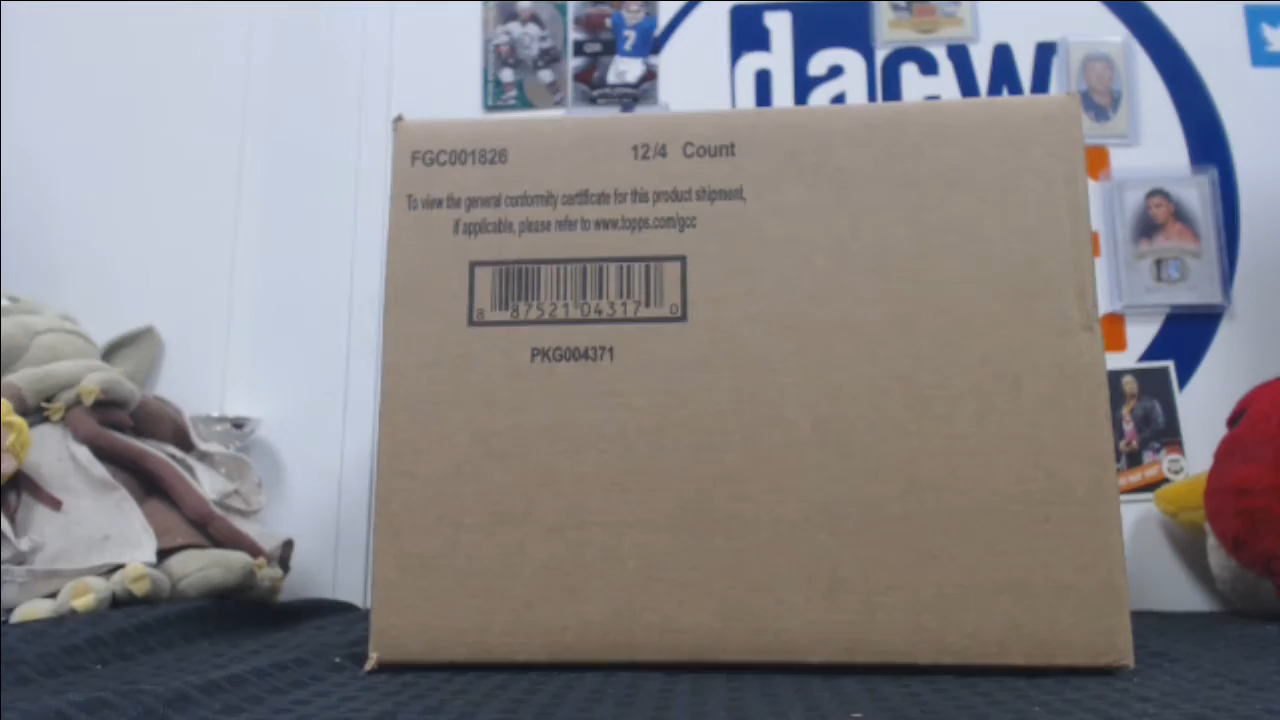 dacw
7
FGC001826
12/4 Count
To view the general conformity certificate for this product shipment,
if applicable, please refer to www.topps.com/gcc
8 87521 04317 0
PKG004371